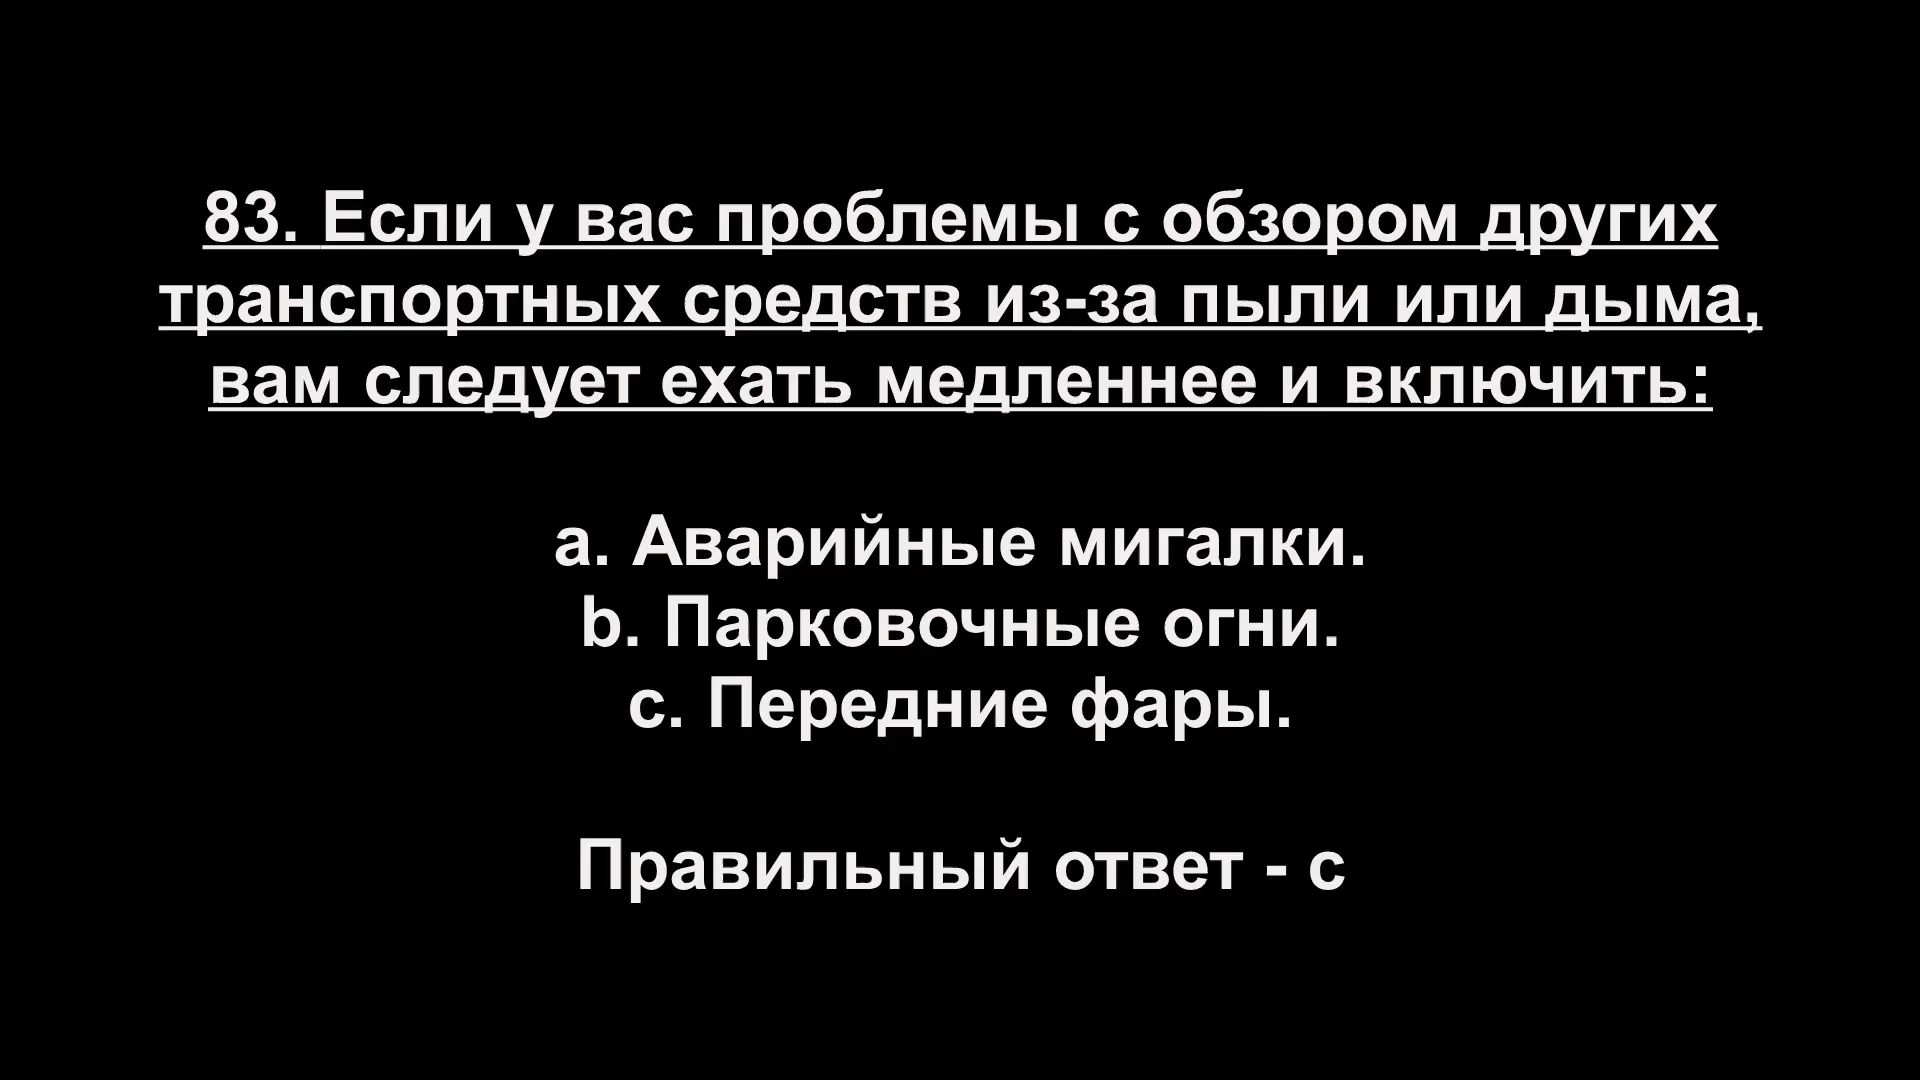 83. Если у вас проблемы с обзором других
транспортных средств из-за пыли или дыма,
вам следует ехать медленнее и включить:
a. Аварийные мигалки.
b. Парковочные огни.
c. Передние фары.
Правильный ответ - c